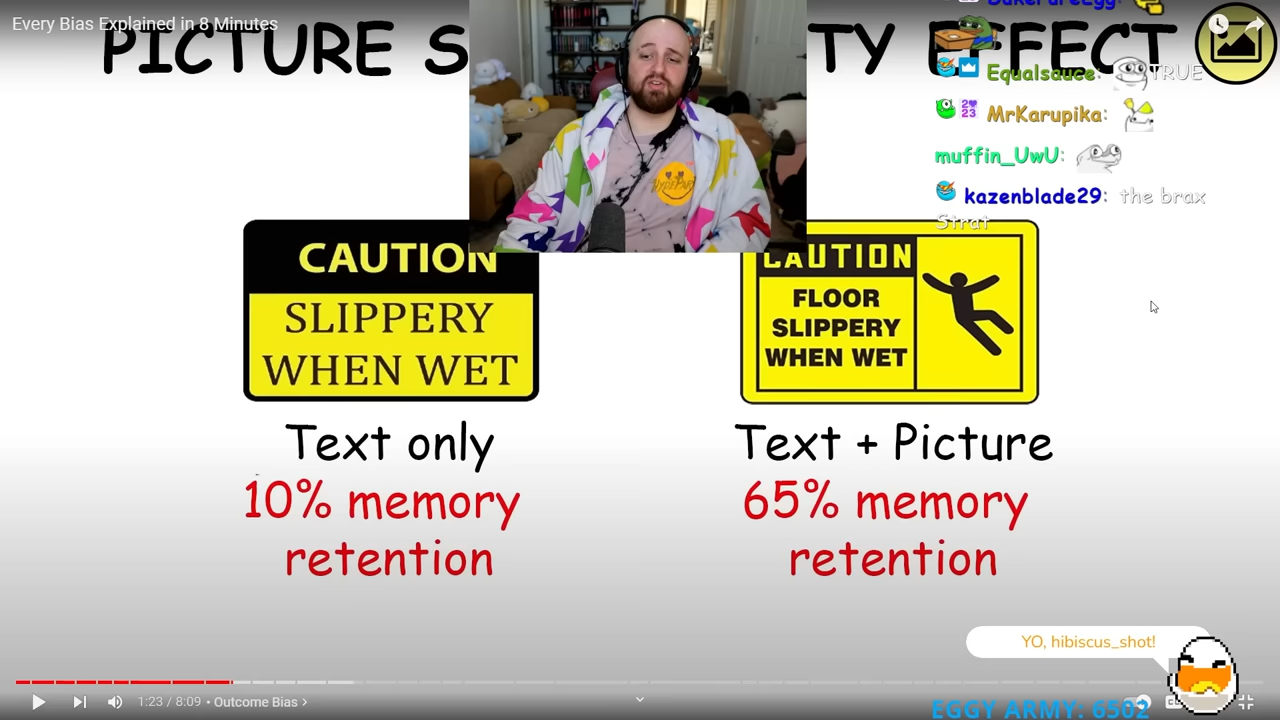 Every Bias Explained in 8 Minutes
PICTURE S TY EFFECT
BakeFureEgg:
Equalsauce: TRUE
2023
MrKarupika:
muffin_UwU:
kazenblade29: the brax
Strat
CAUTION
SLIPPERY
WHEN WET
CAUTION
FLOOR
SLIPPERY
WHEN WET
Text only
10% memory
retention
Text + Picture
65% memory
retention
YO, hibiscus_shot!
1:23 / 8:09 • Outcome Bias >
EGGY ARMY: 6502